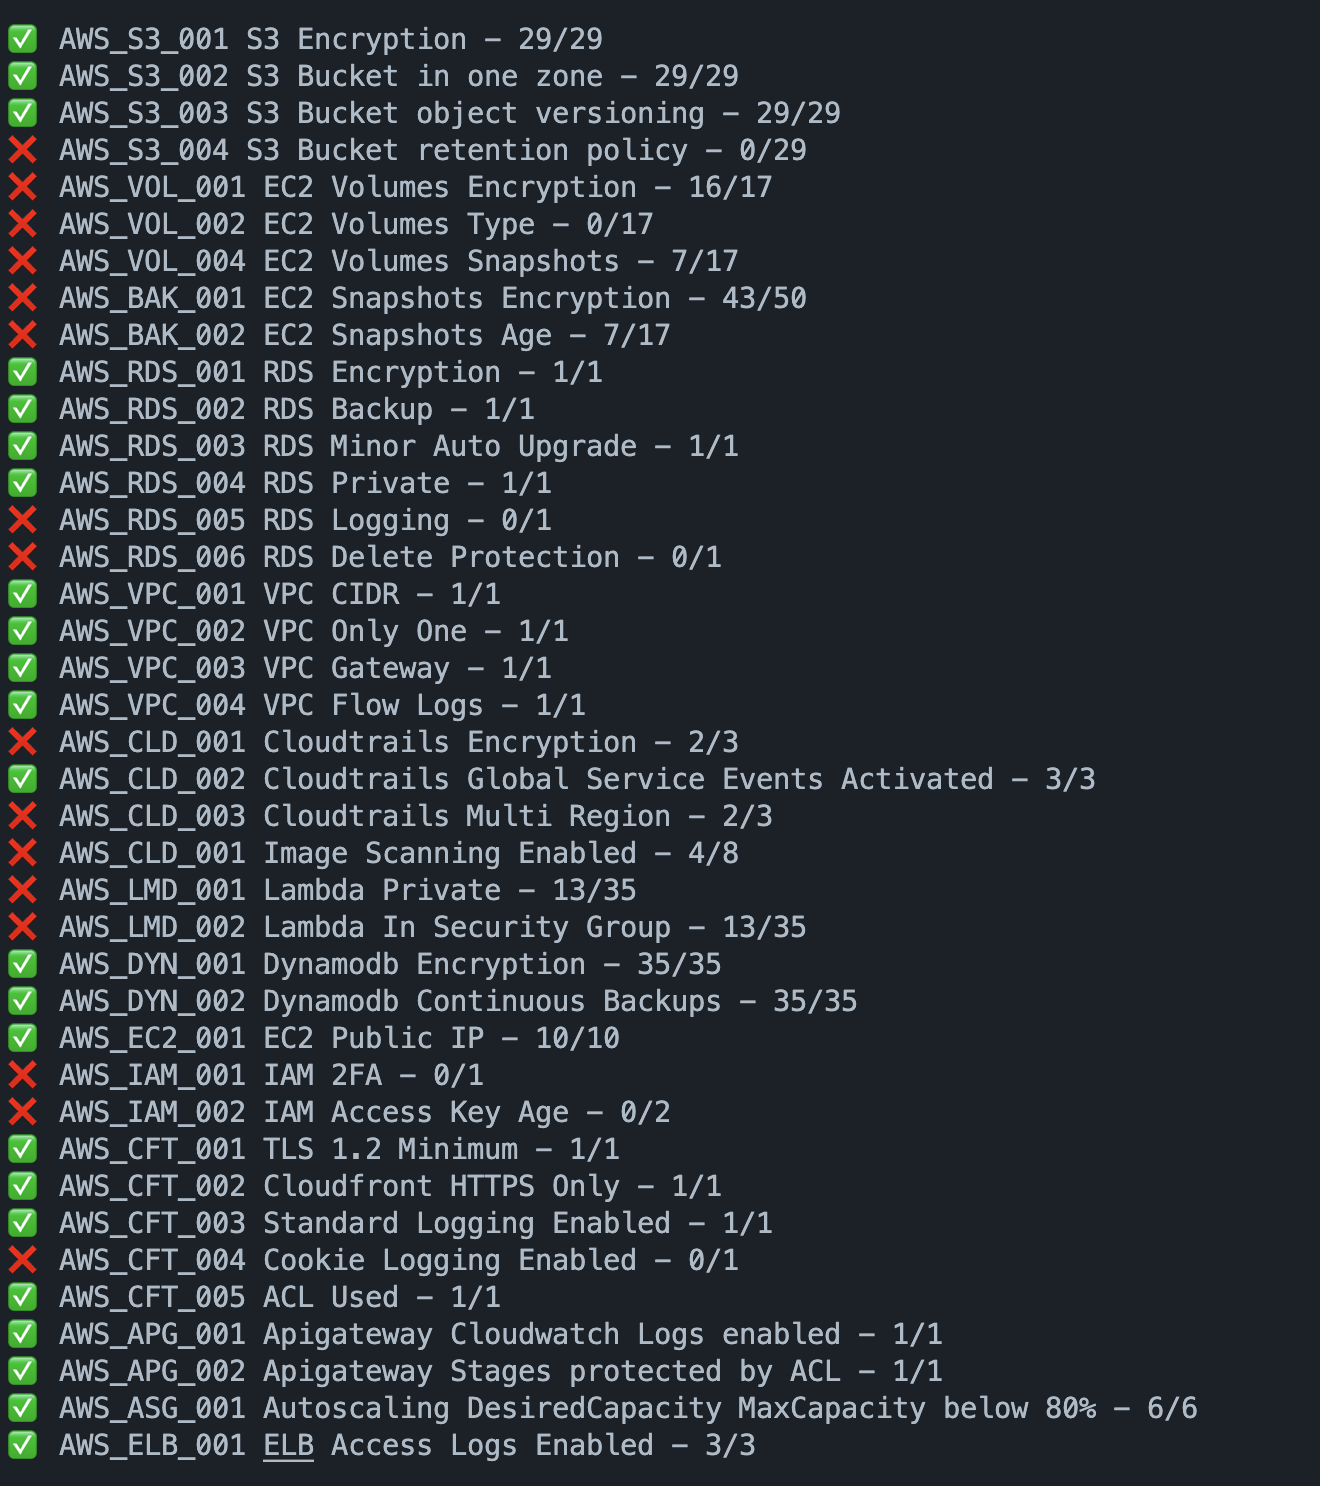 ✅ AWS_S3_001 S3 Encryption – 29/29
✅ AWS_S3_002 S3 Bucket in one zone – 29/29
✅ AWS_S3_003 S3 Bucket object versioning – 29/29
❌ AWS_S3_004 S3 Bucket retention policy – 0/29
❌ AWS_VOL_001 EC2 Volumes Encryption – 16/17
❌ AWS_VOL_002 EC2 Volumes Type – 0/17
❌ AWS_VOL_004 EC2 Volumes Snapshots – 7/17
❌ AWS_BAK_001 EC2 Snapshots Encryption – 43/50
❌ AWS_BAK_002 EC2 Snapshots Age – 7/17
✅ AWS_RDS_001 RDS Encryption – 1/1
✅ AWS_RDS_002 RDS Backup – 1/1
✅ AWS_RDS_003 RDS Minor Auto Upgrade – 1/1
✅ AWS_RDS_004 RDS Private – 1/1
❌ AWS_RDS_005 RDS Logging – 0/1
❌ AWS_RDS_006 RDS Delete Protection – 0/1
✅ AWS_VPC_001 VPC CIDR – 1/1
✅ AWS_VPC_002 VPC Only One – 1/1
✅ AWS_VPC_003 VPC Gateway – 1/1
✅ AWS_VPC_004 VPC Flow Logs – 1/1
❌ AWS_CLD_001 Cloudtrails Encryption – 2/3
✅ AWS_CLD_002 Cloudtrails Global Service Events Activated – 3/3
❌ AWS_CLD_003 Cloudtrails Multi Region – 2/3
❌ AWS_CLD_001 Image Scanning Enabled – 4/8
❌ AWS_LMD_001 Lambda Private – 13/35
❌ AWS_LMD_002 Lambda In Security Group – 13/35
✅ AWS_DYN_001 Dynamodb Encryption – 35/35
✅ AWS_DYN_002 Dynamodb Continuous Backups – 35/35
✅ AWS_EC2_001 EC2 Public IP – 10/10
❌ AWS_IAM_001 IAM 2FA – 0/1
❌ AWS_IAM_002 IAM Access Key Age – 0/2
✅ AWS_CFT_001 TLS 1.2 Minimum – 1/1
✅ AWS_CFT_002 Cloudfront HTTPS Only – 1/1
✅ AWS_CFT_003 Standard Logging Enabled – 1/1
❌ AWS_CFT_004 Cookie Logging Enabled – 0/1
✅ AWS_CFT_005 ACL Used – 1/1
✅ AWS_APG_001 Apigateway Cloudwatch Logs enabled – 1/1
✅ AWS_APG_002 Apigateway Stages protected by ACL – 1/1
✅ AWS_ASG_001 Autoscaling DesiredCapacity MaxCapacity below 80% – 6/6
✅ AWS_ELB_001 ELB Access Logs Enabled – 3/3